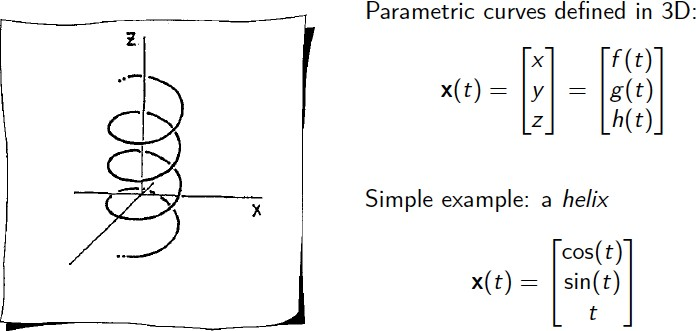 z
x
Parametric curves defined in 3D:
x(t) = [x y z] = [f(t) g(t) h(t)]
Simple example: a helix
x(t) = [cos(t) sin(t) t]